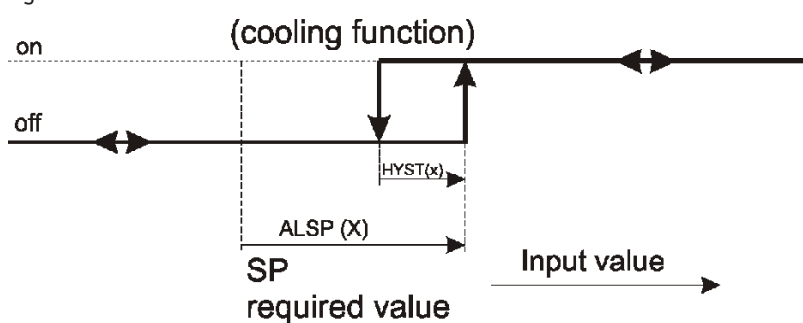 (cooling function)
on
off
HYST(x)
ALSP (X)
SP
required value
Input value